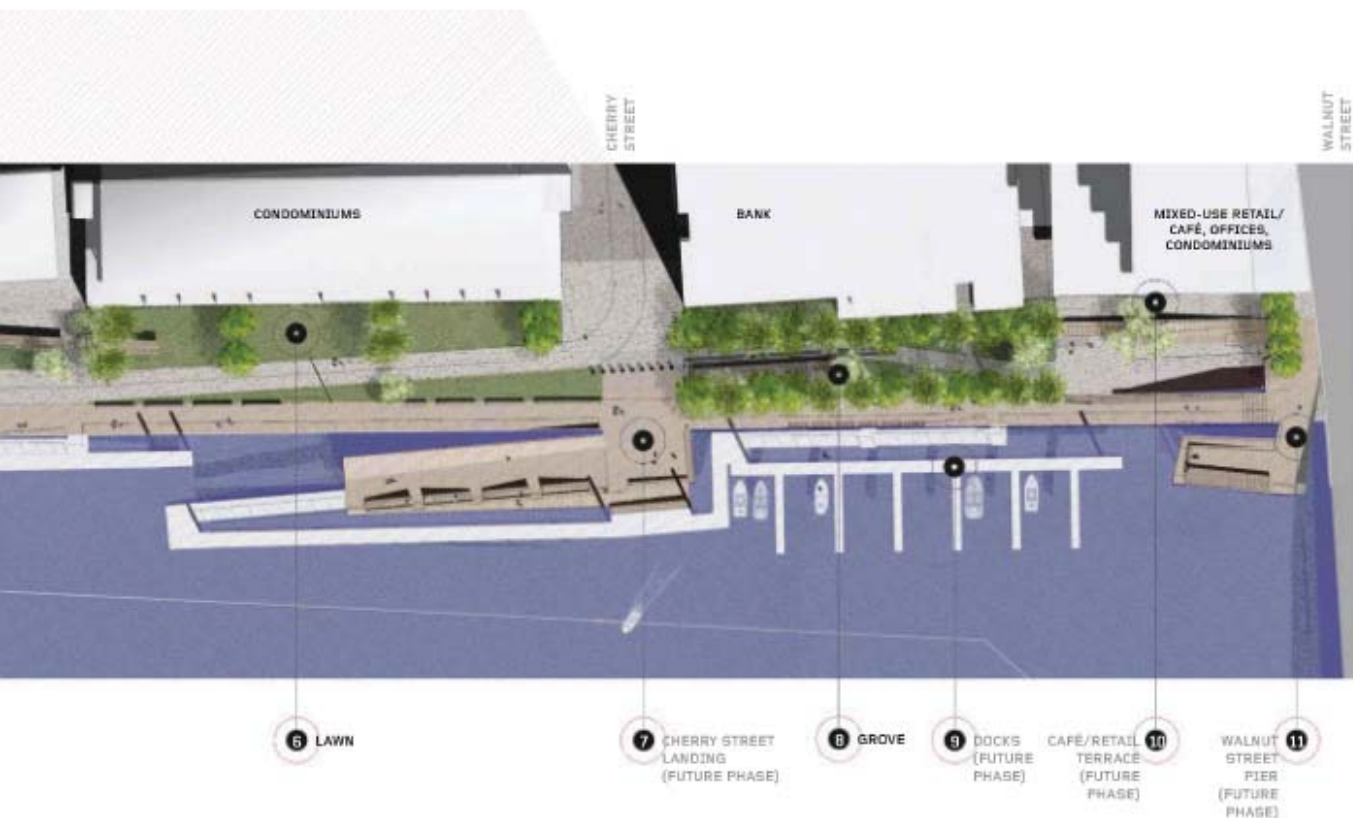 CHERRY
STREET
WALNUT
STREET
CONDOMINIUMS
BANK
MIXED-USE RETAIL/
CAFÉ, OFFICES,
CONDOMINIUMS
6 LAWN
7 CHERRY STREET
LANDING
(FUTURE PHASE)
8 GROVE
9 DOCKS
(FUTURE
PHASE)
CAFÉ/RETAIL 10
TERRACE
(FUTURE
PHASE)
WALNUT 11
STREET
PIER
(FUTURE
PHASE)